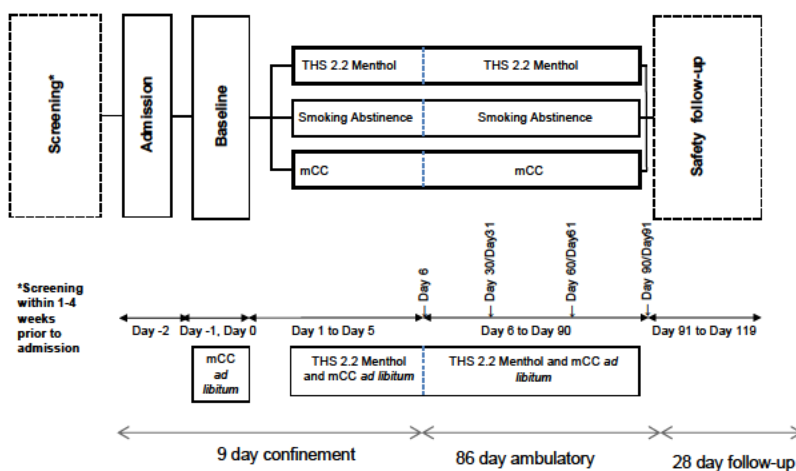 Screening*
Admission
Baseline
THS 2.2 Menthol
THS 2.2 Menthol
Smoking Abstinence
Smoking Abstinence
mCC
mCC
Safety follow-up
*Screening
within 1-4
weeks
prior to
admission
Day 6
Day 30/Day31
Day 60/Day61
Day 90/Day91
Day -2
Day -1, Day 0
Day 1 to Day 5
Day 6 to Day 90
Day 91 to Day 119
mCC
ad
libitum
THS 2.2 Menthol
and mCC ad libitum
THS 2.2 Menthol and mCC ad
libitum
9 day confinement
86 day ambulatory
28 day follow-up